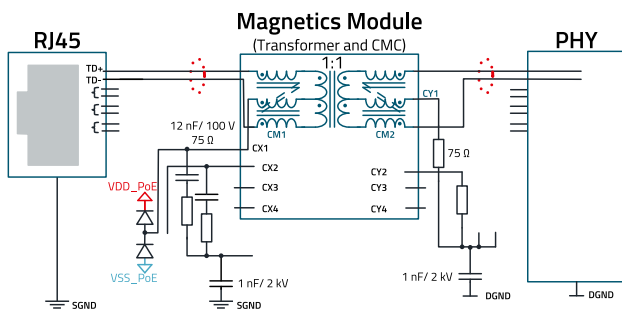 Magnetics Module
(Transformer and CMC)
RJ45
PHY
1:1
TD+
TD-
CY1
12 nF/ 100 V
75 Ω
CM1
CM2
CX1
75 Ω
CX2
CY2
VDD_PoE
CX3
CY3
CX4
CY4
VSS_PoE
1 nF/ 2 kV
1 nF/ 2 kV
SGND
SGND
DGND
DGND